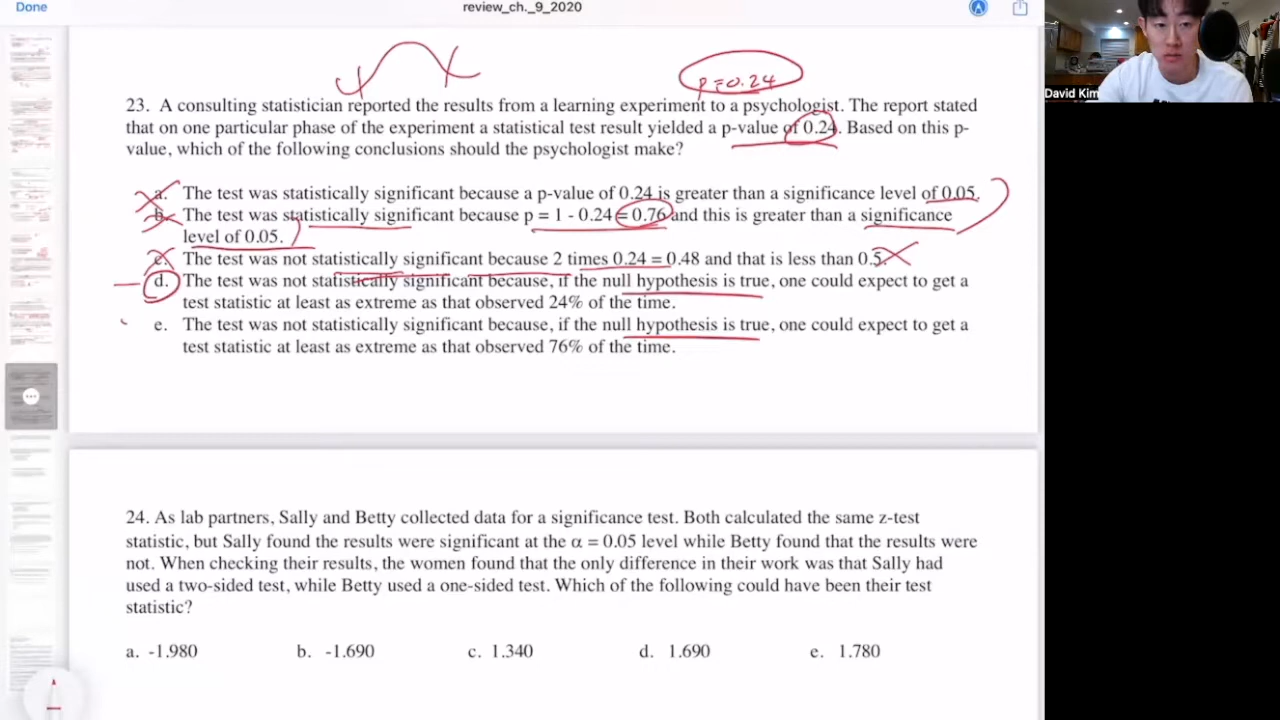 Done
review_ch._9_2020
David Kim
p=0.24
23. A consulting statistician reported the results from a learning experiment to a psychologist. The report stated
that on one particular phase of the experiment a statistical test result yielded a p-value of 0.24. Based on this p-
value, which of the following conclusions should the psychologist make?
a. The test was statistically significant because a p-value of 0.24 is greater than a significance level of 0.05.
b. The test was statistically significant because p = 1 - 0.24 = 0.76 and this is greater than a significance
level of 0.05.
c. The test was not statistically significant because 2 times 0.24 = 0.48 and that is less than 0.5.
d. The test was not statistically significant because, if the null hypothesis is true, one could expect to get a
test statistic at least as extreme as that observed 24% of the time.
e. The test was not statistically significant because, if the null hypothesis is true, one could expect to get a
test statistic at least as extreme as that observed 76% of the time.
24. As lab partners, Sally and Betty collected data for a significance test. Both calculated the same z-test
statistic, but Sally found the results were significant at the α = 0.05 level while Betty found that the results were
not. When checking their results, the women found that the only difference in their work was that Sally had
used a two-sided test, while Betty used a one-sided test. Which of the following could have been their test
statistic?
a. -1.980 b. -1.690 c. 1.340 d. 1.690 e. 1.780